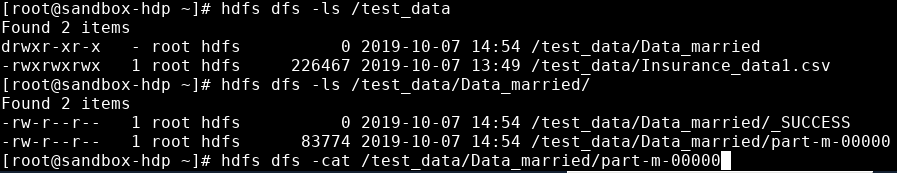 [root@sandbox-hdp ~]# hdfs dfs -ls /test_data
Found 2 items
drwxr-xr-x   - root hdfs          0 2019-10-07 14:54 /test_data/Data_married
-rwxrwxrwx   1 root hdfs     226467 2019-10-07 13:49 /test_data/Insurance_data1.csv
[root@sandbox-hdp ~]# hdfs dfs -ls /test_data/Data_married/
Found 2 items
-rw-r--r--   1 root hdfs          0 2019-10-07 14:54 /test_data/Data_married/_SUCCESS
-rw-r--r--   1 root hdfs      83774 2019-10-07 14:54 /test_data/Data_married/part-m-00000
[root@sandbox-hdp ~]# hdfs dfs -cat /test_data/Data_married/part-m-00000